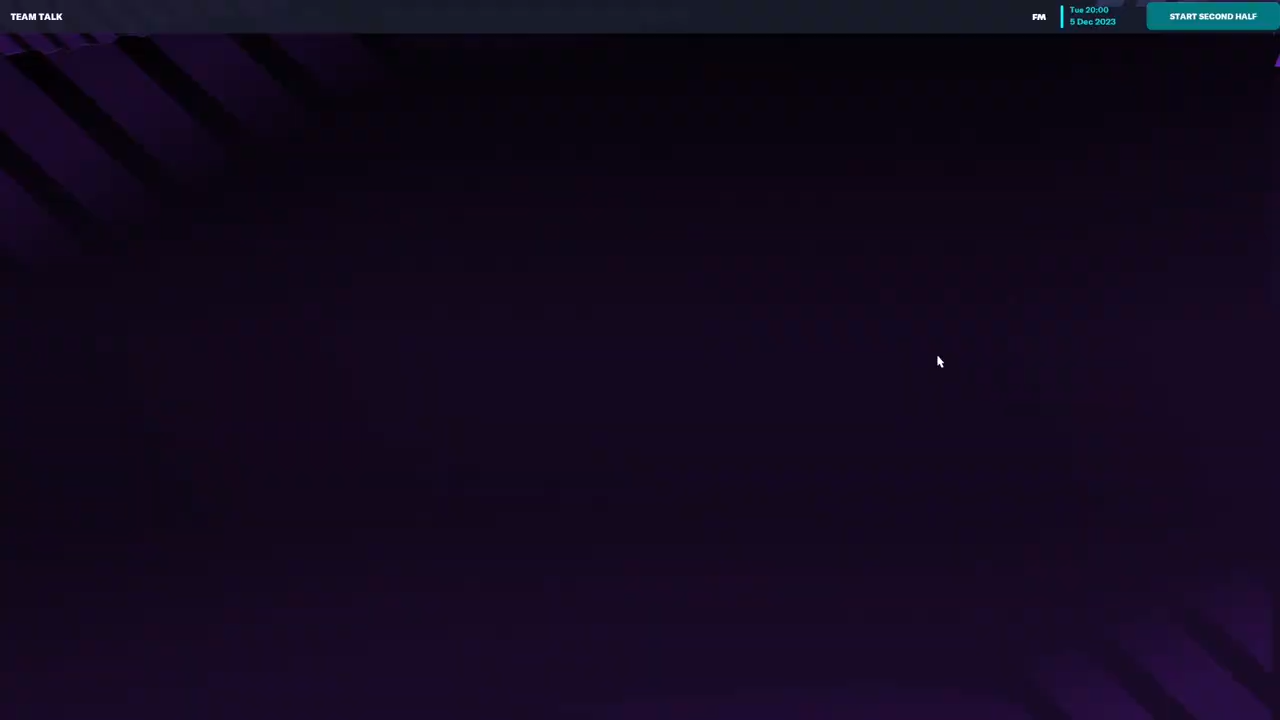 TEAM TALK
FM
Tue 20:00
5 Dec 2023
START SECOND HALF